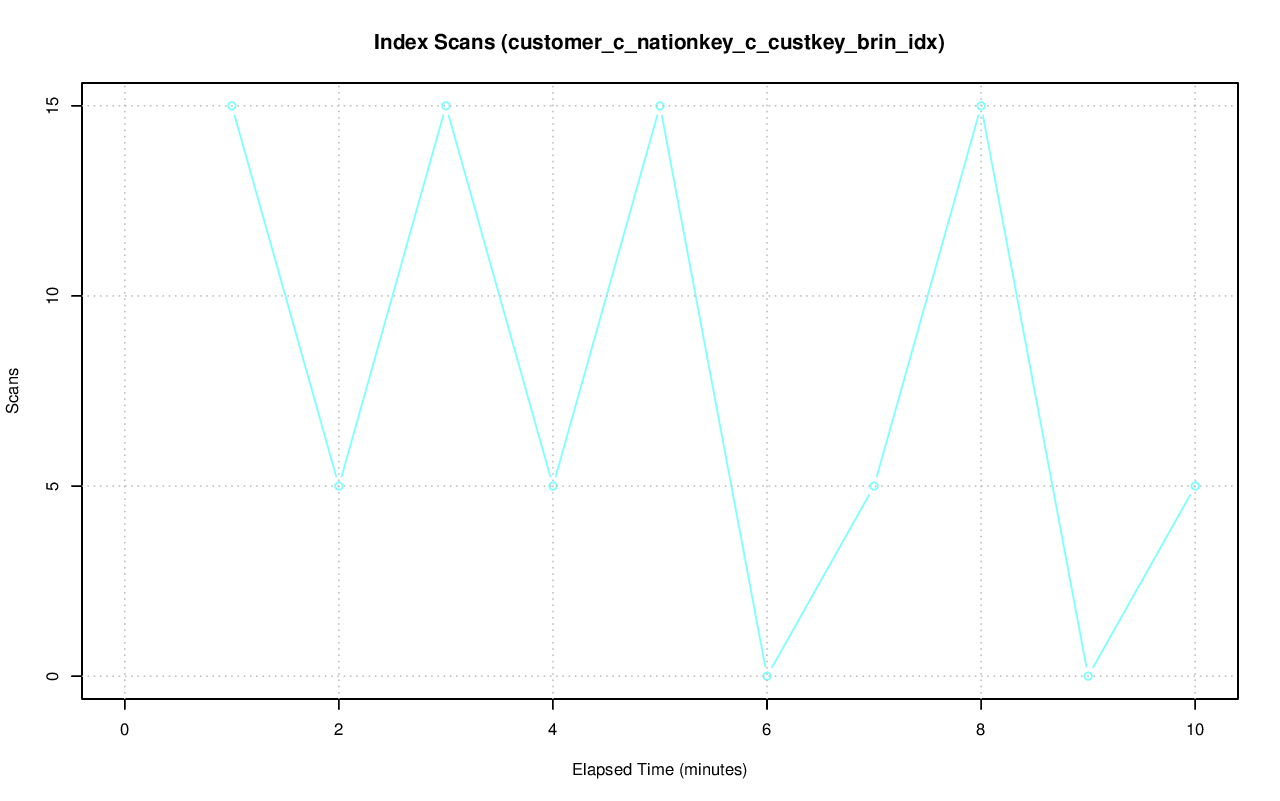 Index Scans (customer_c_nationkey_c_custkey_brin_idx)
15
10
5
0
Scans
0 2 4 6 8 10
Elapsed Time (minutes)